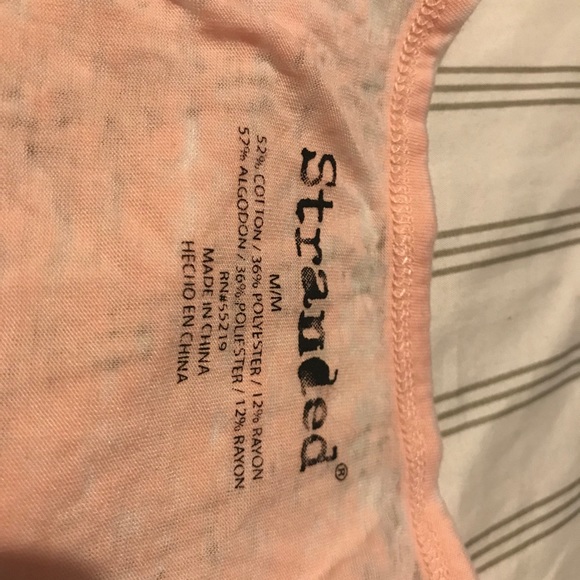 Stranded®
M/M
52% COTTON / 36% POLYESTER / 12% RAYON
52% ALGODON / 36% POLIESTER / 12% RAYON
RN#55219
MADE IN CHINA
HECHO EN CHINA